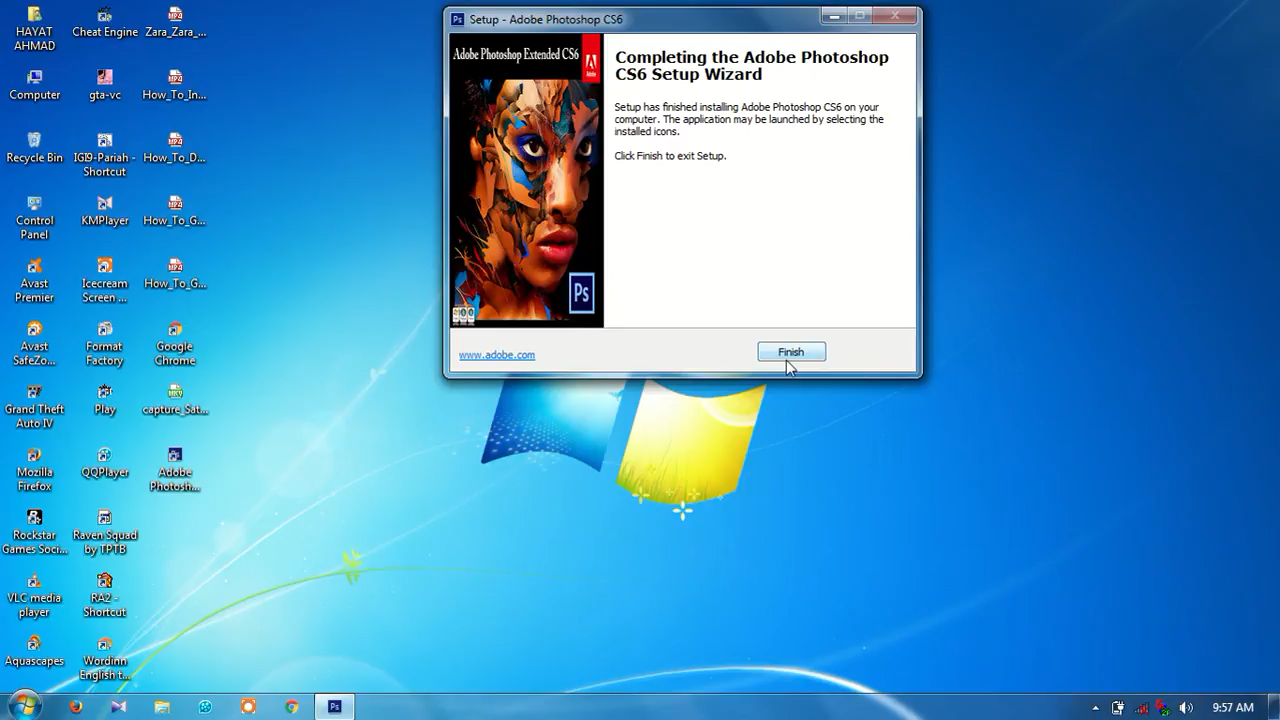 Setup - Adobe Photoshop CS6
Adobe Photoshop Extended CS6
Adobe
Ps
Completing the Adobe Photoshop
CS6 Setup Wizard
Setup has finished installing Adobe Photoshop CS6 on your
computer. The application may be launched by selecting the
installed icons.
Click Finish to exit Setup.
www.adobe.com
Finish
HAYAT
AHMAD
Cheat Engine
Zara_Zara_...
Computer
gta-vc
How_To_In...
Recycle Bin
IGI9-Pariah -
Shortcut
How_To_D...
Control
Panel
KMPlayer
How_To_G...
Avast
Premier
Icecream
Screen ...
How_To_G...
Avast
SafeZo...
Format
Factory
Google
Chrome
Grand Theft
Auto IV
Play
capture_Sat...
Mozilla
Firefox
QQPlayer
Adobe
Photosh...
Rockstar
Games Soci...
Raven Squad
by TPTB
VLC media
player
RA2 -
Shortcut
Aquascapes
Wordinn
English t...
9:57 AM